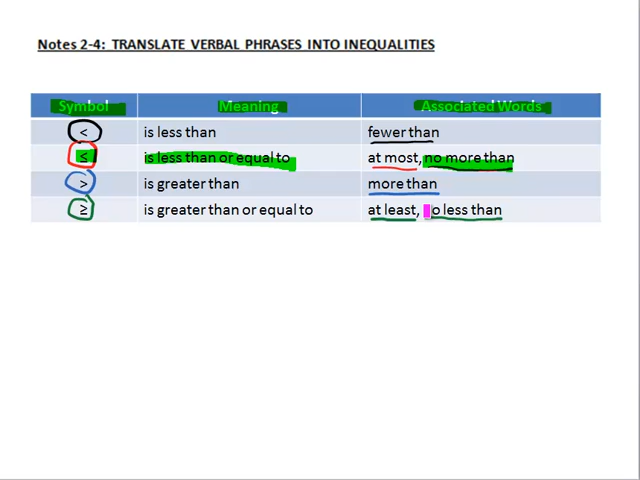 Notes 2-4: TRANSLATE VERBAL PHRASES INTO INEQUALITIES
Symbol Meaning Associated Words
< is less than fewer than
≤ is less than or equal to at most, no more than
> is greater than more than
≥ is greater than or equal to at least, no less than